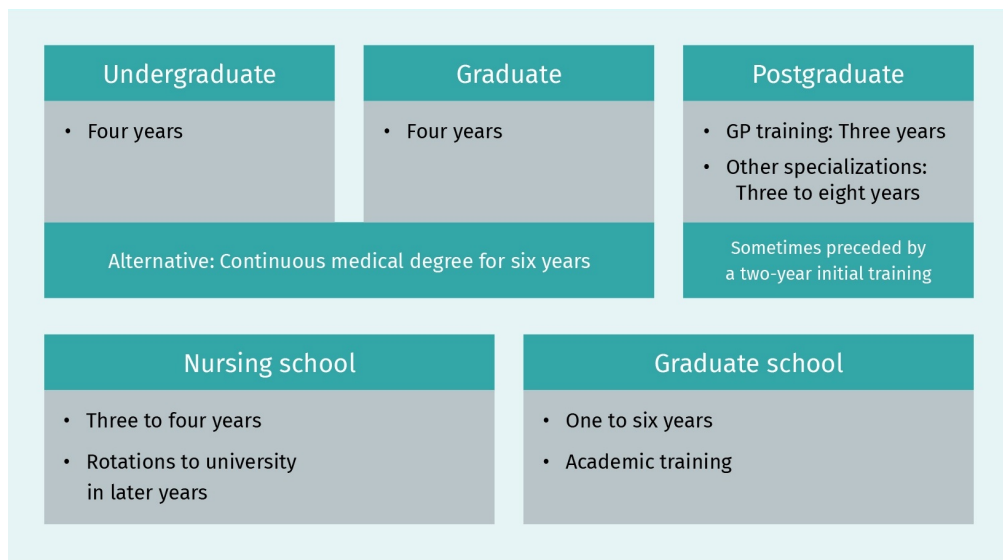 Undergraduate
• Four years
Graduate
• Four years
Alternative: Continuous medical degree for six years
Postgraduate
• GP training: Three years
• Other specializations:
Three to eight years
Sometimes preceded by
a two-year initial training
Nursing school
• Three to four years
• Rotations to university
in later years
Graduate school
• One to six years
• Academic training